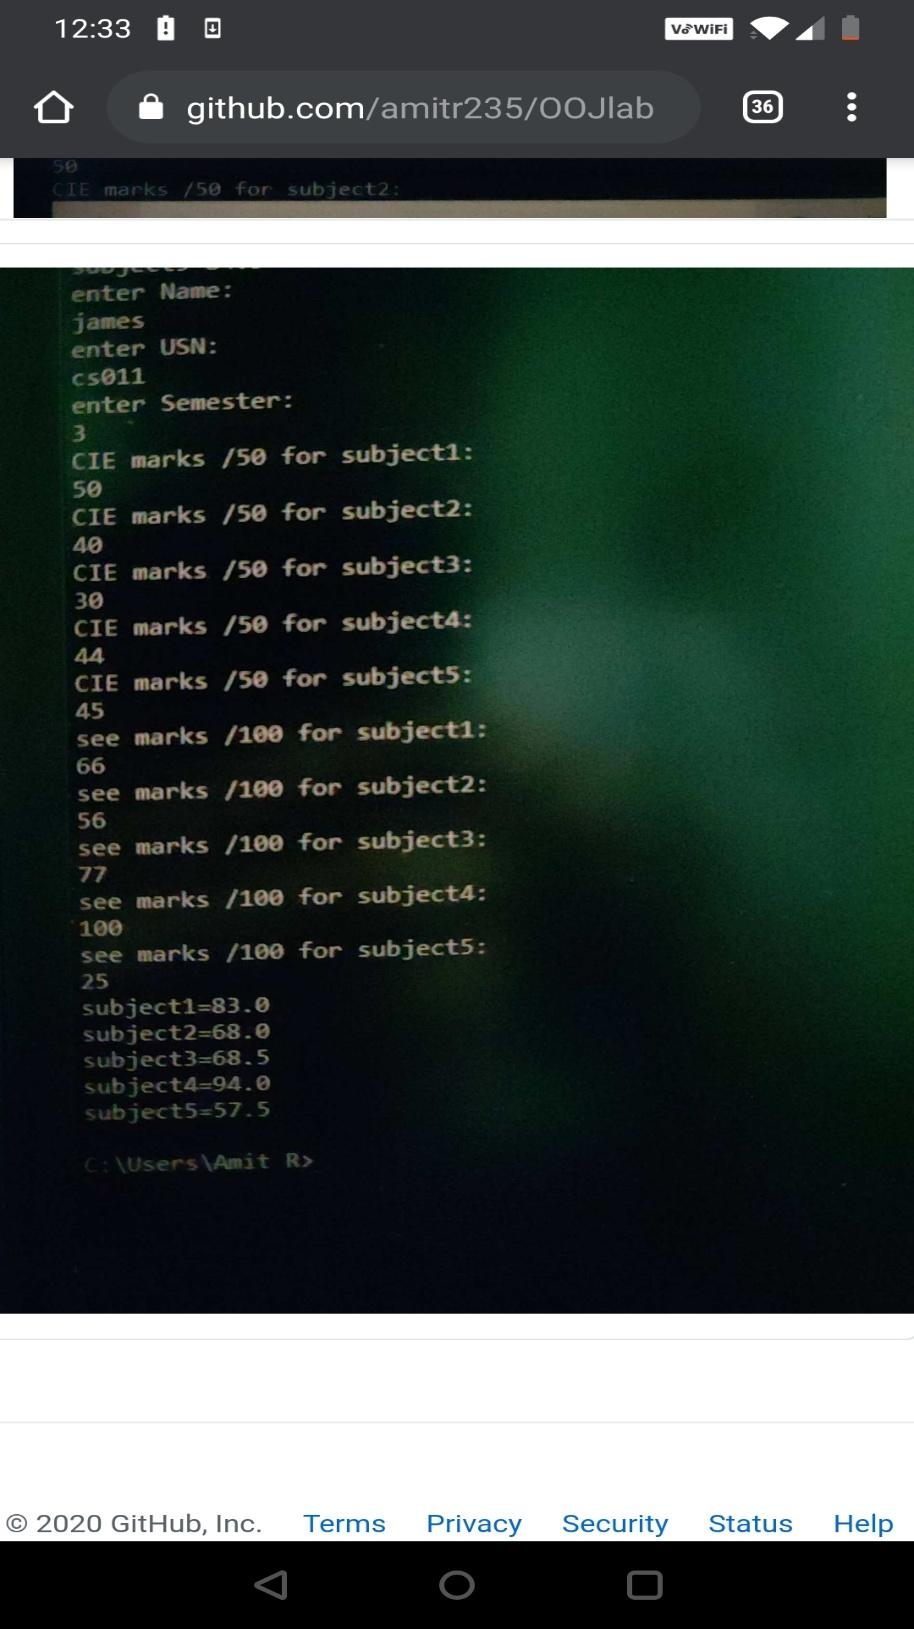 12:33
VoWiFi
github.com/amitr235/OOJlab
36
50
CIE marks /50 for subject2:
enter Name:
james
enter USN:
cs011
enter Semester:
3
CIE marks /50 for subject1:
50
CIE marks /50 for subject2:
40
CIE marks /50 for subject3:
30
CIE marks /50 for subject4:
44
CIE marks /50 for subject5:
45
see marks /100 for subject1:
66
see marks /100 for subject2:
56
see marks /100 for subject3:
77
see marks /100 for subject4:
100
see marks /100 for subject5:
25
subject1=83.0
subject2=68.0
subject3=68.5
subject4=94.0
subject5=57.5
C:\Users\Amit R>
© 2020 GitHub, Inc. Terms Privacy Security Status Help